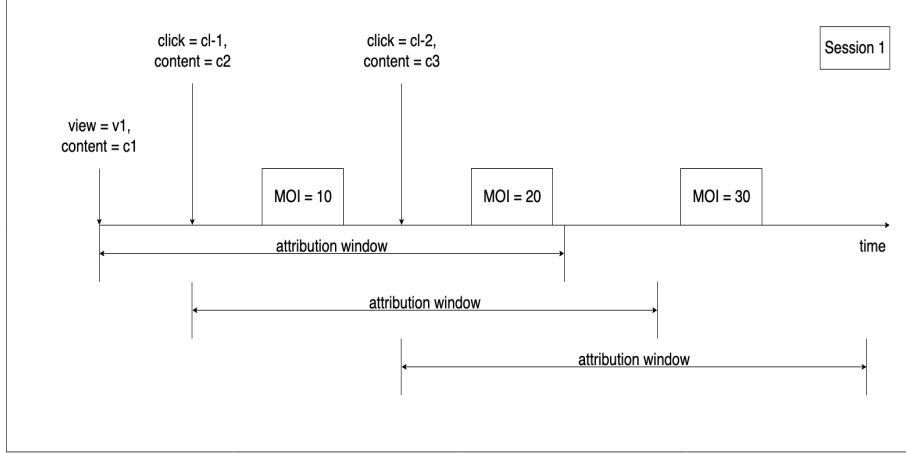 click = cl-1,
content = c2
click = cl-2,
content = c3
Session 1
view = v1,
content = c1
MOI = 10
MOI = 20
MOI = 30
attribution window
time
attribution window
attribution window